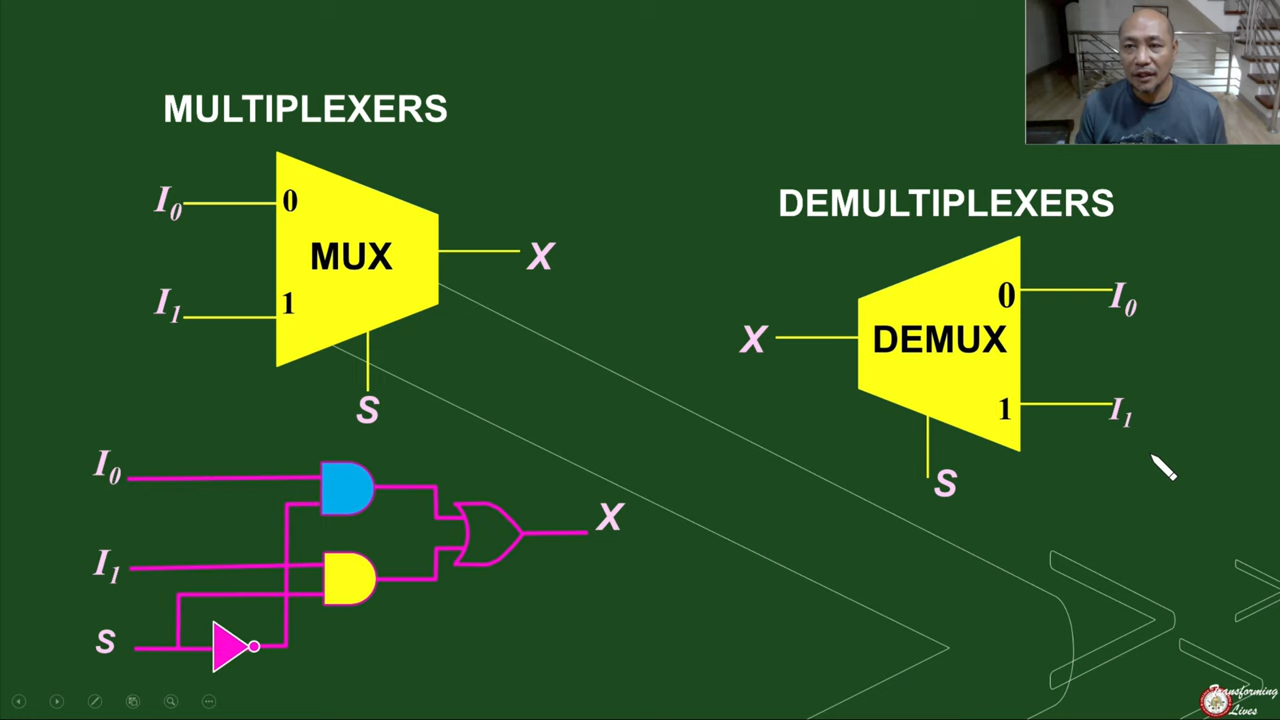 MULTIPLEXERS
I0
0
MUX
X
I1
1
S
DEMULTIPLEXERS
0
I0
X
DEMUX
1
I1
S
I0
X
I1
S
Transforming
Lives